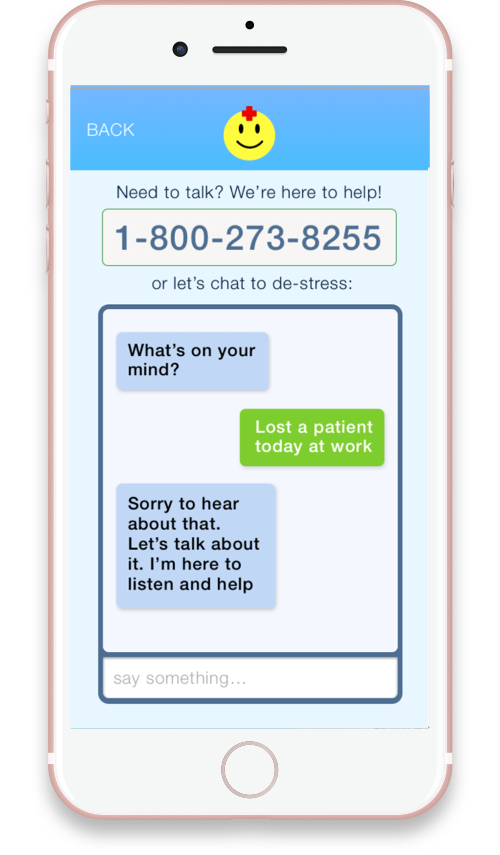 BACK
Need to talk? We're here to help!
1-800-273-8255
or let's chat to de-stress:
What's on your
mind?
Lost a patient
today at work
Sorry to hear
about that.
Let's talk about
it. I'm here to
listen and help
say something...